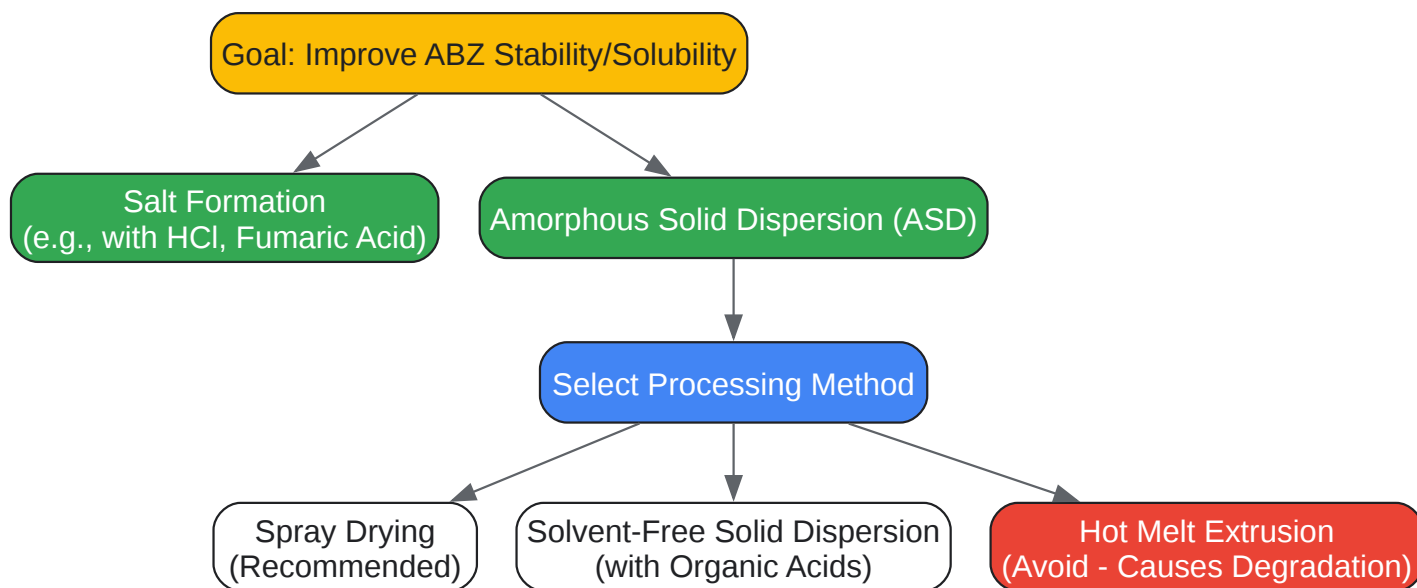 Goal: Improve ABZ Stability/Solubility
Salt Formation
(e.g., with HCl, Fumaric Acid)
Amorphous Solid Dispersion (ASD)
Select Processing Method
Spray Drying
(Recommended)
Solvent-Free Solid Dispersion
(with Organic Acids)
Hot Melt Extrusion
(Avoid - Causes Degradation)